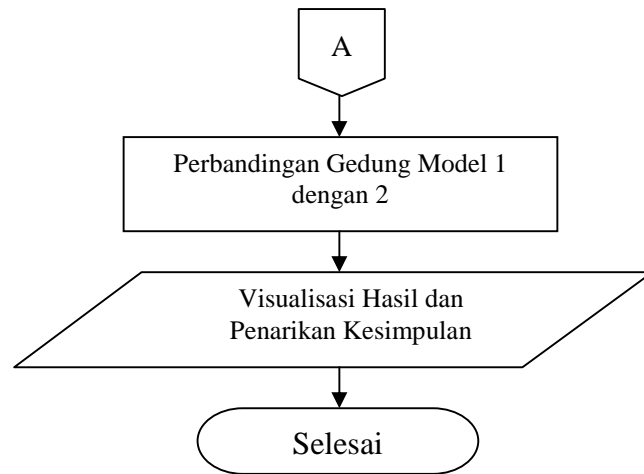 A
Perbandingan Gedung Model 1
dengan 2
Visualisasi Hasil dan
Penarikan Kesimpulan
Selesai